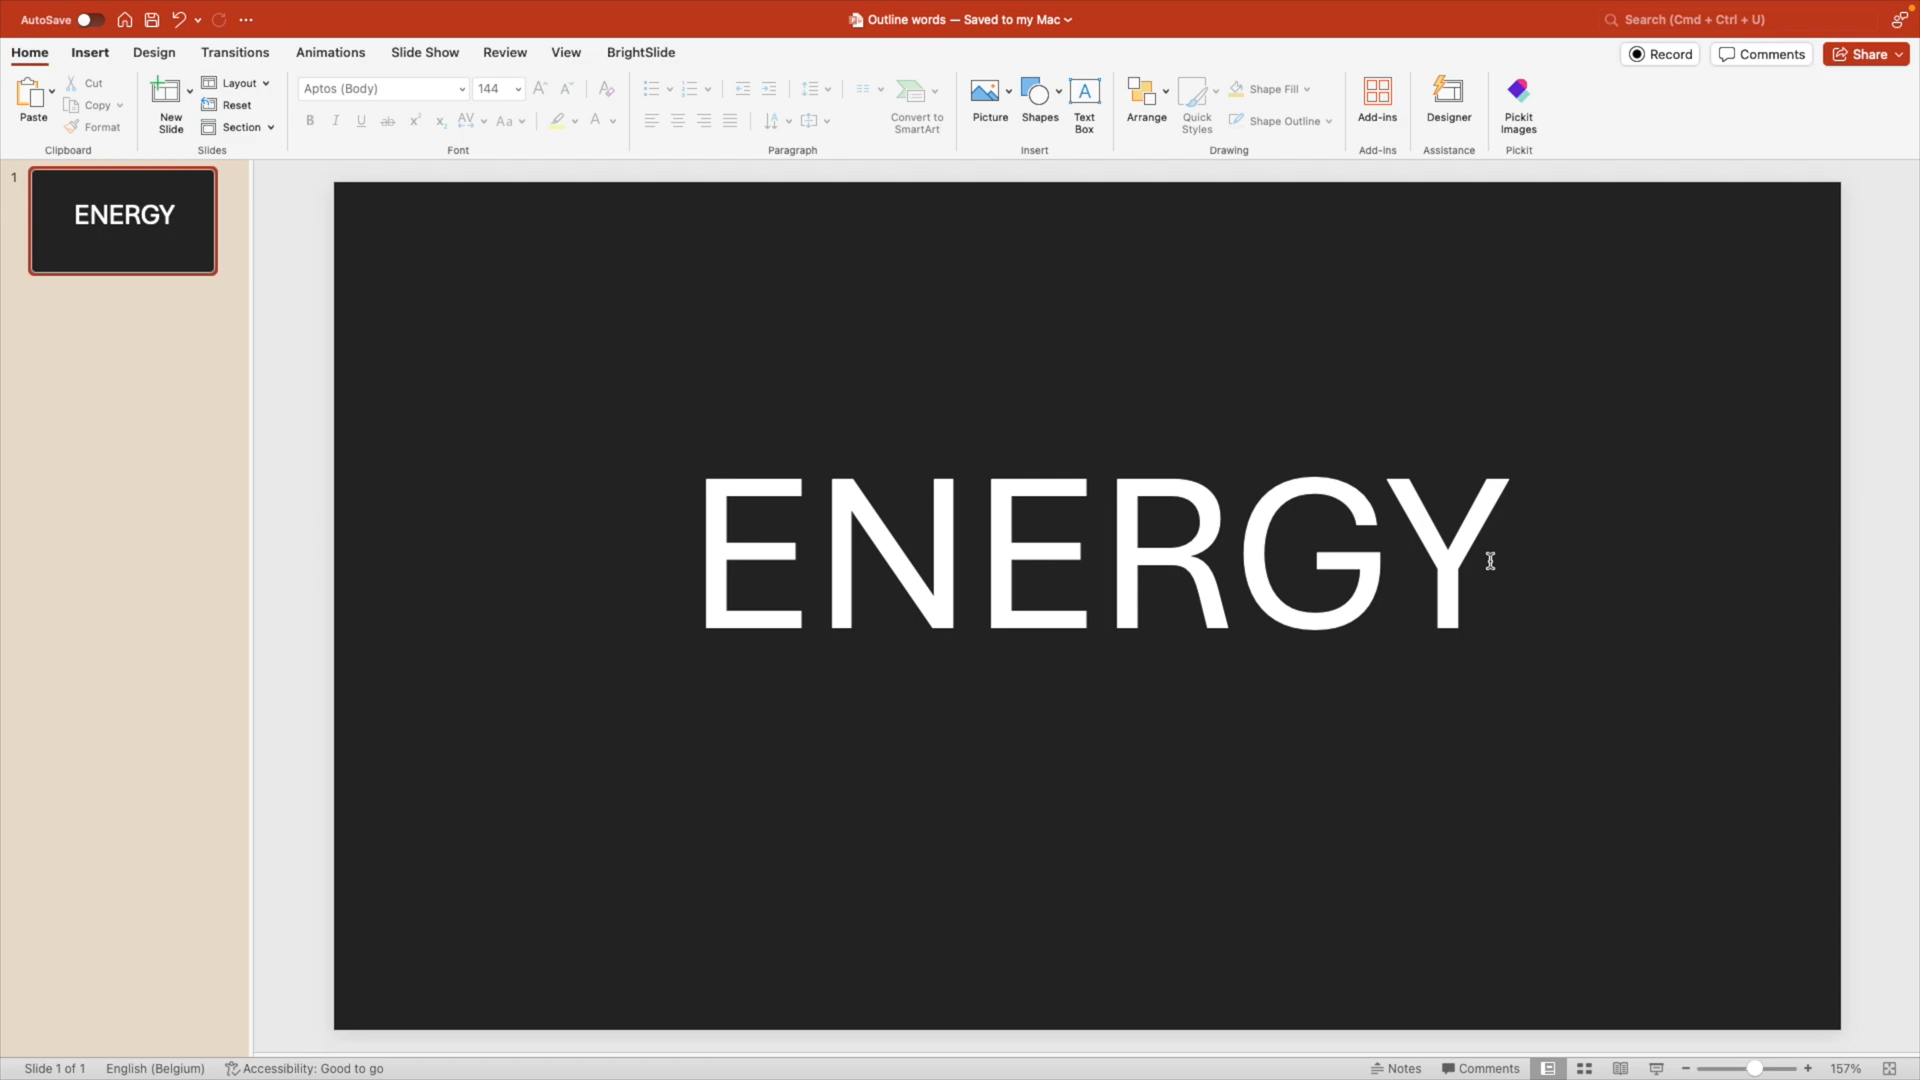 AutoSave
Outline words — Saved to my Mac
Search (Cmd + Ctrl + U)
Home Insert Design Transitions Animations Slide Show Review View BrightSlide
Record Comments Share
Paste
Cut
Copy
Format
Clipboard
New Slide
Layout
Reset
Section
Slides
Aptos (Body) 144
Font
Paragraph
Convert to SmartArt
Picture
Shapes
Text Box
Insert
Arrange
Quick Styles
Shape Fill
Shape Outline
Drawing
Add-ins
Add-ins
Designer
Assistance
Pickit Images
Pickit
1
ENERGY
ENERGY
Slide 1 of 1 English (Belgium) Accessibility: Good to go Notes Comments 157%